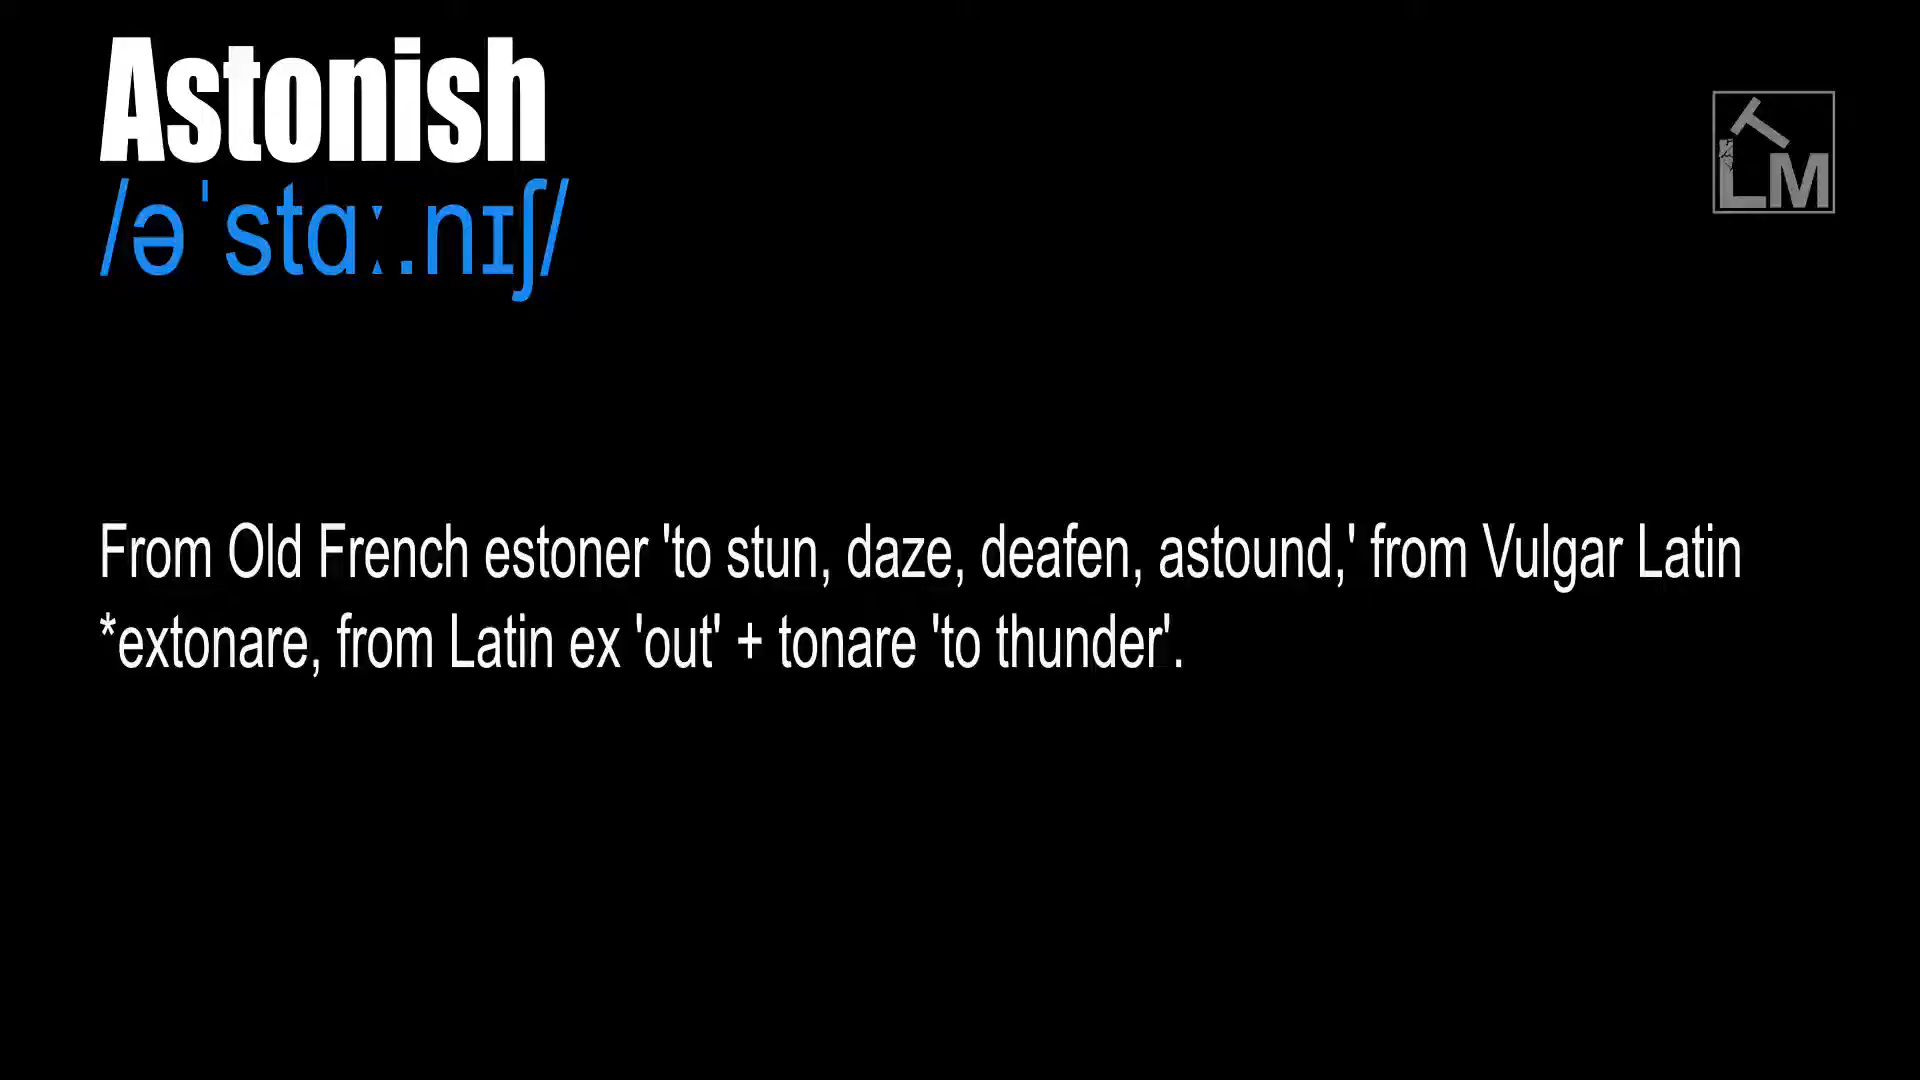 Astonish
/əˈstɑː.nɪʃ/
TLM
From Old French estoner 'to stun, daze, deafen, astound,' from Vulgar Latin
*extonare, from Latin ex 'out' + tonare 'to thunder'.